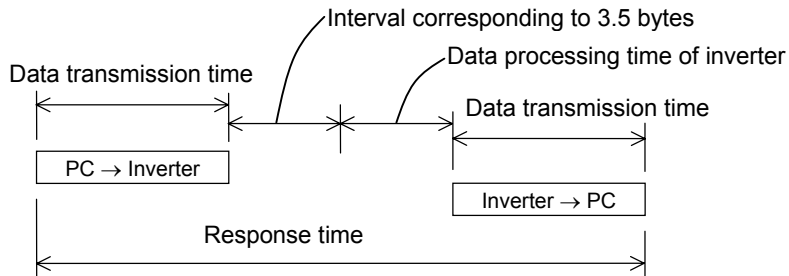 Interval corresponding to 3.5 bytes
Data processing time of inverter
Data transmission time
Data transmission time
PC → Inverter
Inverter → PC
Response time